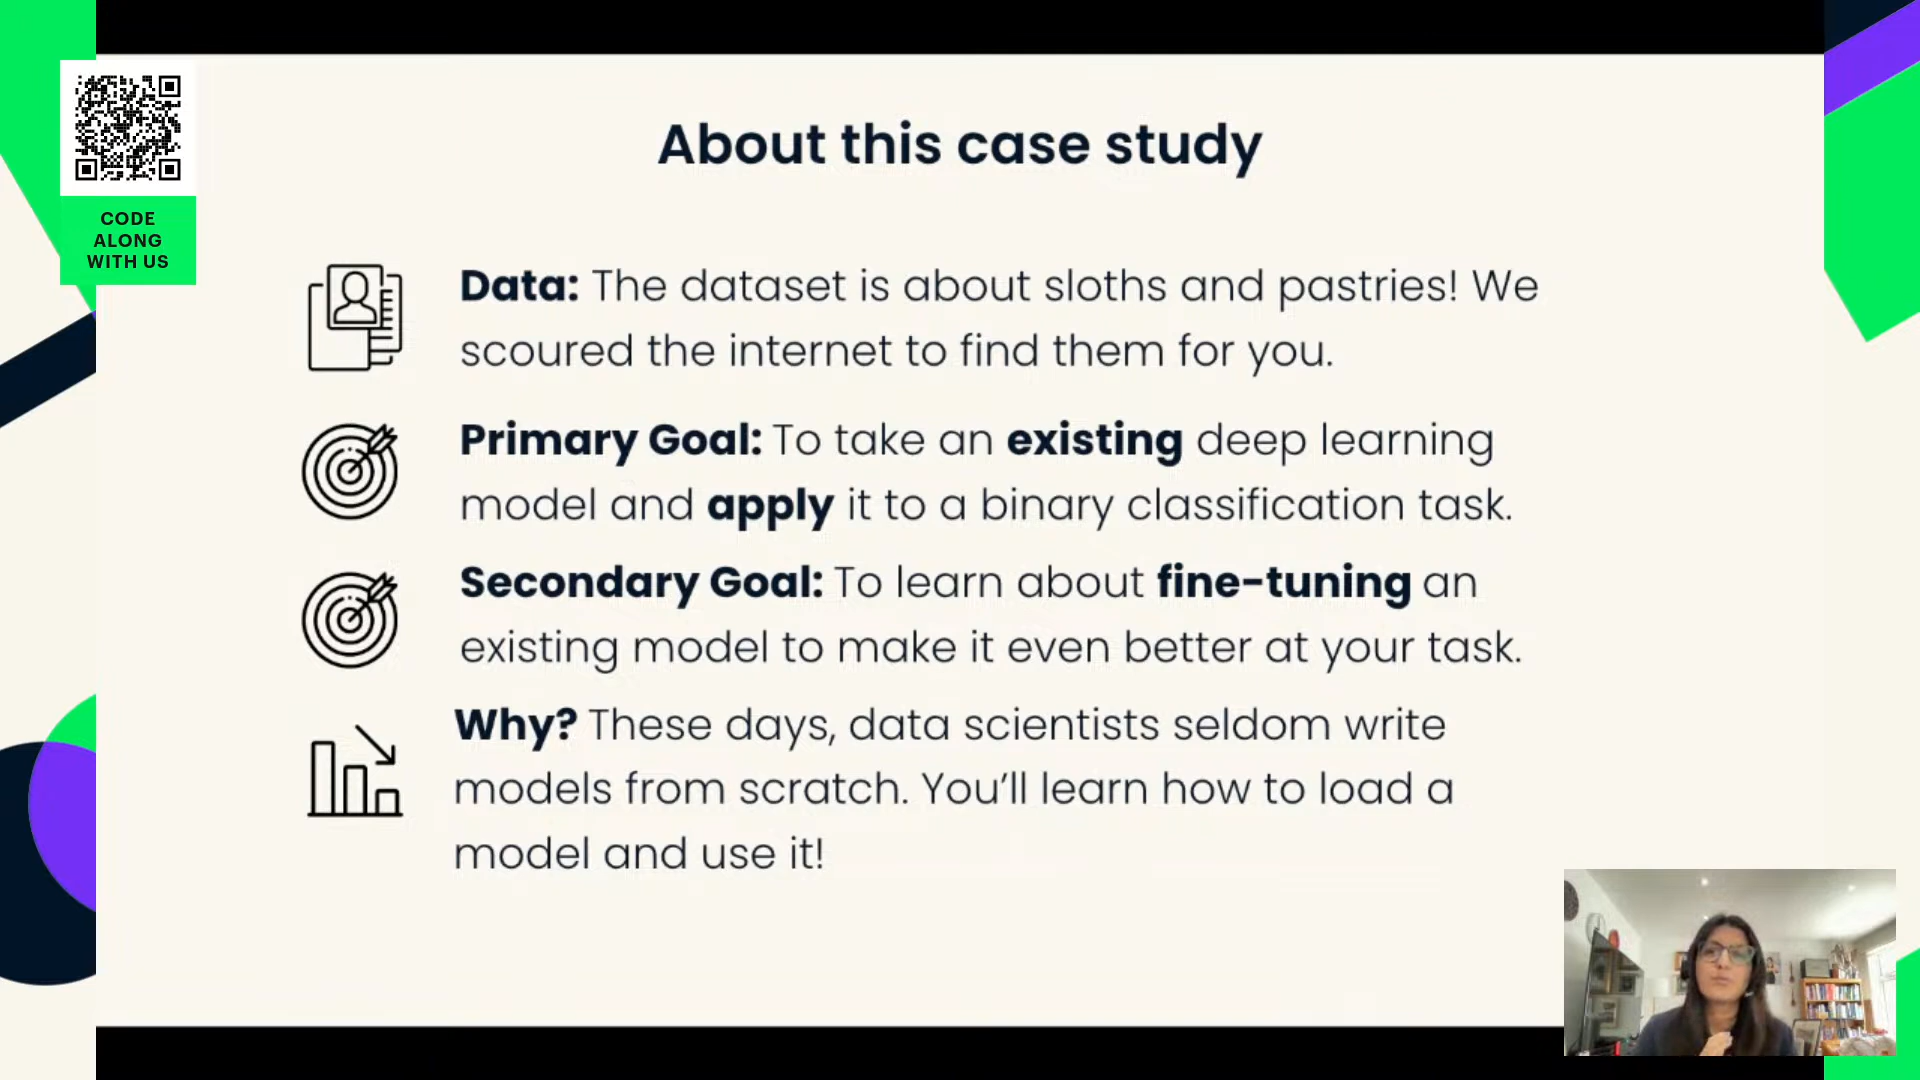 CODE
ALONG
WITH US
About this case study
Data: The dataset is about sloths and pastries! We
scoured the internet to find them for you.
Primary Goal: To take an existing deep learning
model and apply it to a binary classification task.
Secondary Goal: To learn about fine-tuning an
existing model to make it even better at your task.
Why? These days, data scientists seldom write
models from scratch. You’ll learn how to load a
model and use it!